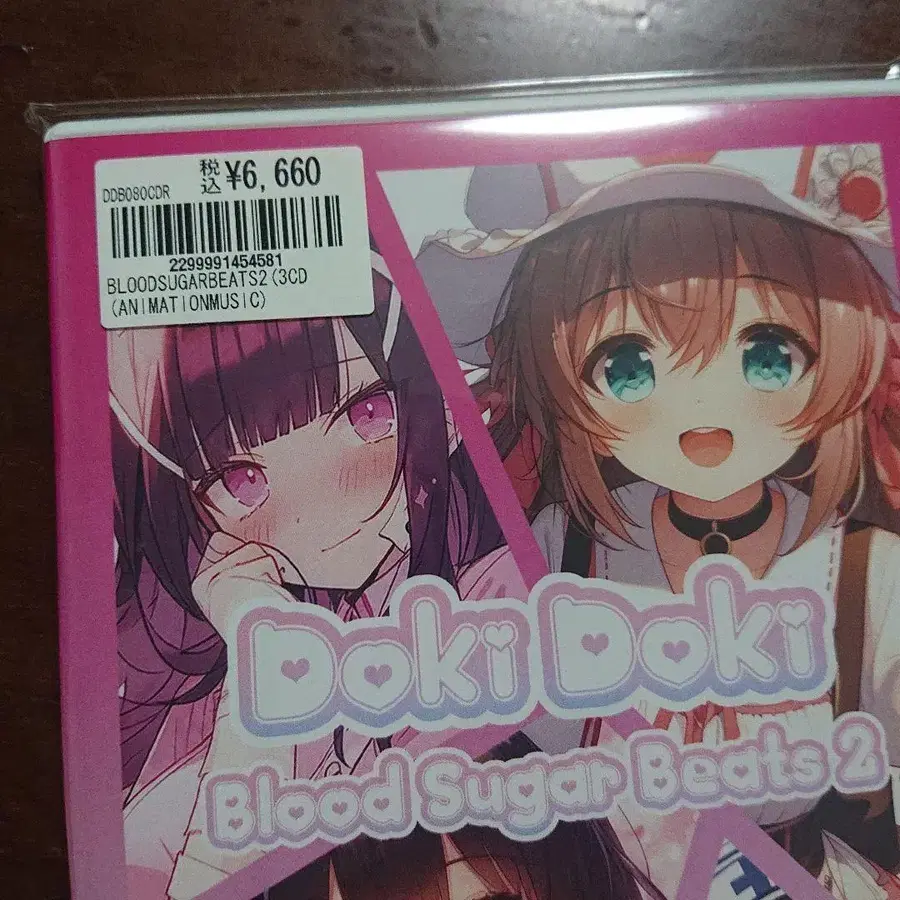 税込 ¥6,660
DDB080CDR
2299991454581
BLOODSUGARBEATS2(3CD
(ANIMATIONMUSIC)
Doki Doki
Blood Sugar Beats 2